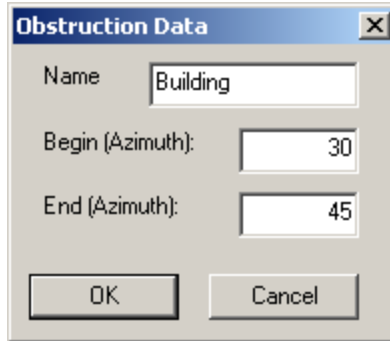 Obstruction Data
Name Building
Begin (Azimuth): 30
End (Azimuth): 45
OK Cancel